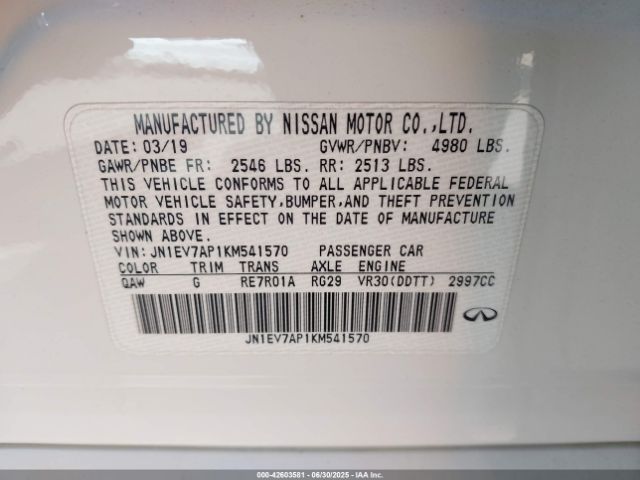 MANUFACTURED BY NISSAN MOTOR CO.,LTD.
DATE: 03/19 GVWR/PNBV: 4980 LBS.
GAWR/PNBE FR: 2546 LBS. RR: 2513 LBS.
THIS VEHICLE CONFORMS TO ALL APPLICABLE FEDERAL
MOTOR VEHICLE SAFETY,BUMPER,AND THEFT PREVENTION
STANDARDS IN EFFECT ON THE DATE OF MANUFACTURE
SHOWN ABOVE.
VIN: JN1EV7AP1KM541570 PASSENGER CAR
COLOR TRIM TRANS AXLE ENGINE
QAW G RE7R01A RG29 VR30(DDTT) 2997CC
JN1EV7AP1KM541570
000-42603581 - 06/30/2025 - IAAI.COM